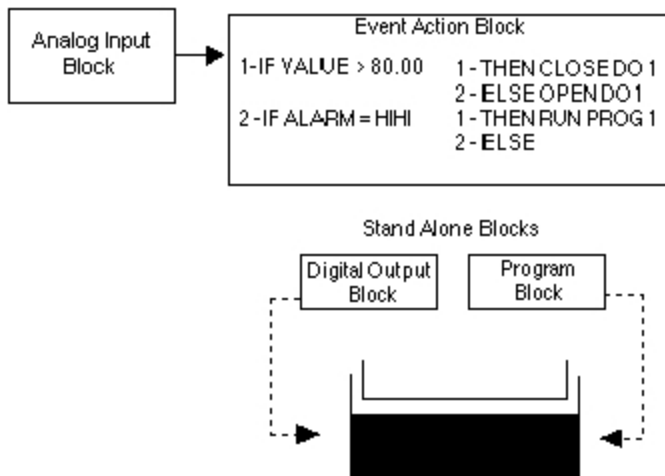 Analog Input
Block
Event Action Block
1-IF VALUE > 80.00
1 - THEN CLOSE DO 1
2 - ELSE OPEN DO 1
2 - IF ALARM = HIHI
1 - THEN RUN PROG 1
2 - ELSE
Stand Alone Blocks
Digital Output
Block
Program
Block